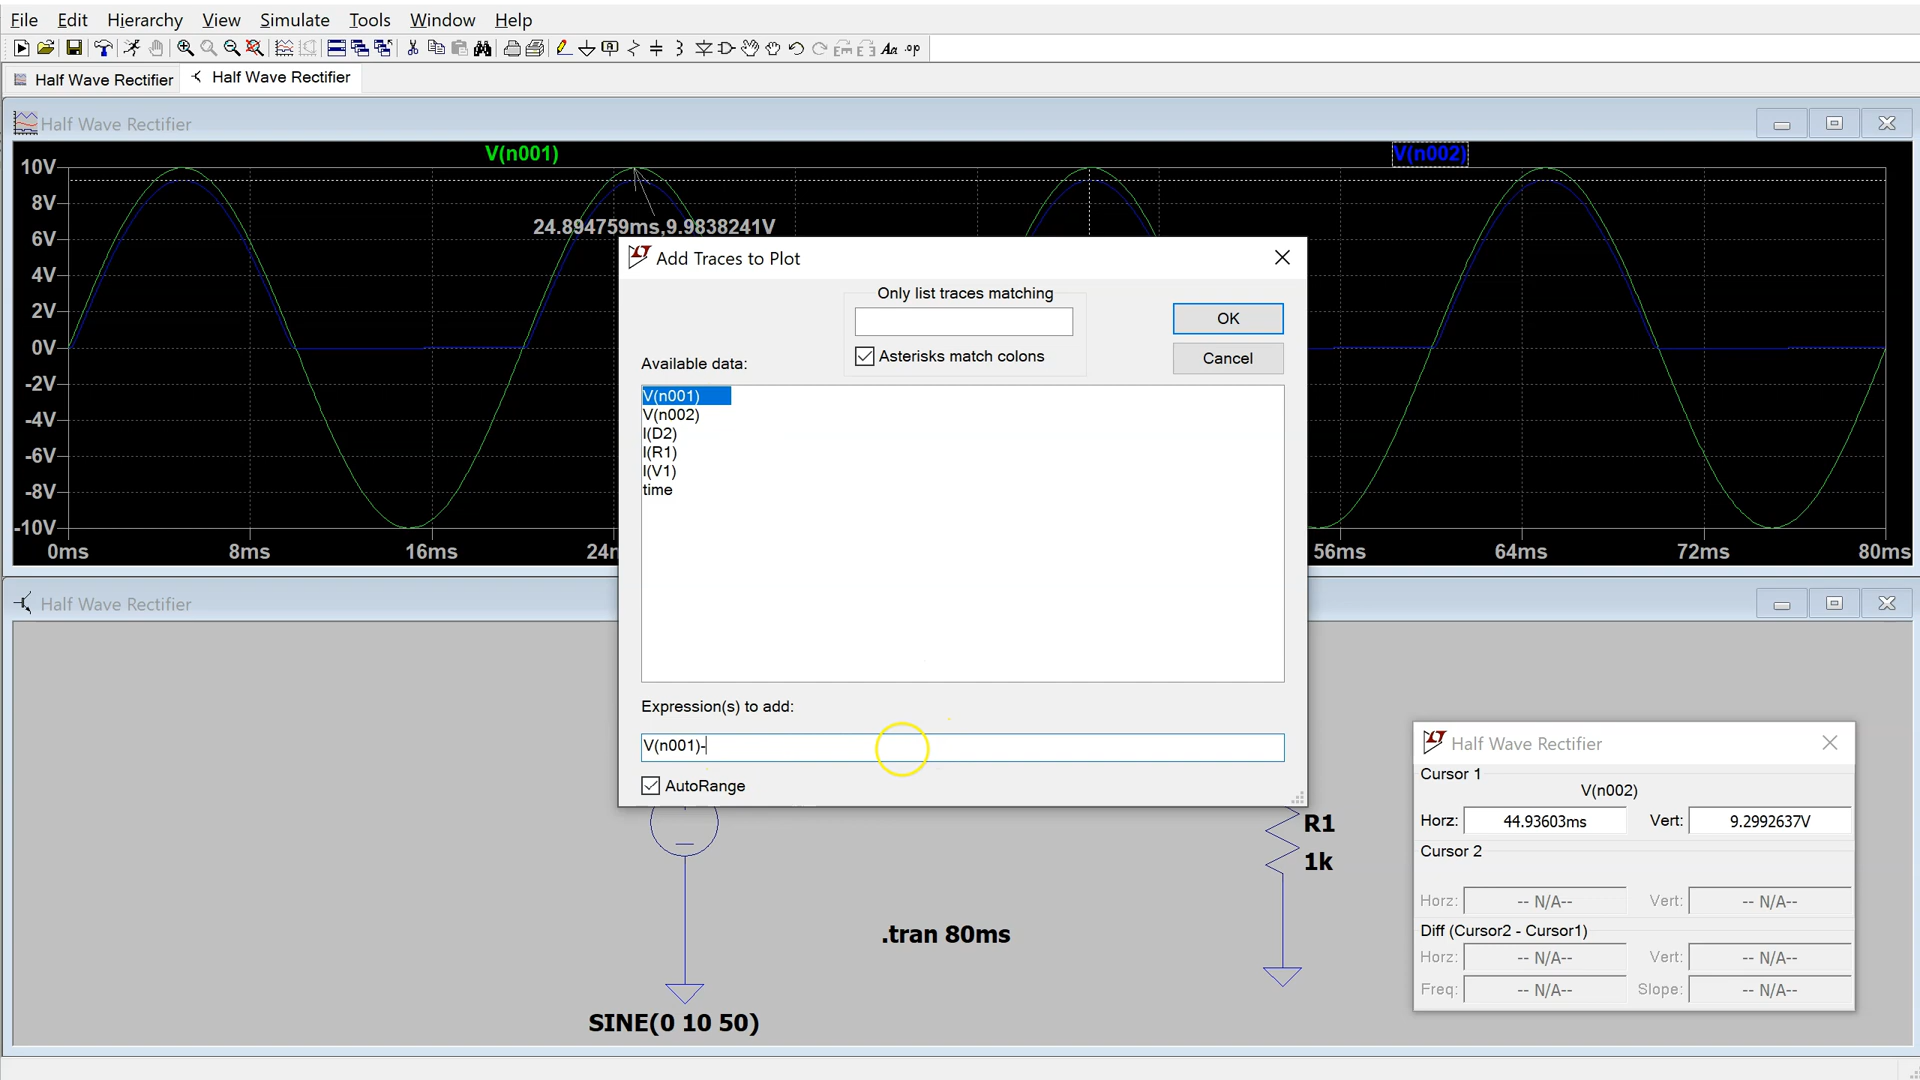 File Edit Hierarchy View Simulate Tools Window Help
Half Wave Rectifier Half Wave Rectifier
Half Wave Rectifier
V(n001) V(n002)
10V
8V
6V
4V
2V
0V
-2V
-4V
-6V
-8V
-10V
0ms 8ms 16ms 24m 56ms 64ms 72ms 80ms
24.894759ms,9.9838241V
Add Traces to Plot
Only list traces matching
OK
Asterisks match colons
Cancel
Available data:
V(n001)
V(n002)
I(D2)
I(R1)
I(V1)
time
Expression(s) to add:
V(n001)-
AutoRange
Half Wave Rectifier
R1
1k
.tran 80ms
SINE(0 10 50)
Half Wave Rectifier
Cursor 1
V(n002)
Horz: 44.93603ms Vert: 9.2992637V
Cursor 2
Horz: -- N/A-- Vert: -- N/A--
Diff (Cursor2 - Cursor1)
Horz: -- N/A-- Vert: -- N/A--
Freq: -- N/A-- Slope: -- N/A--